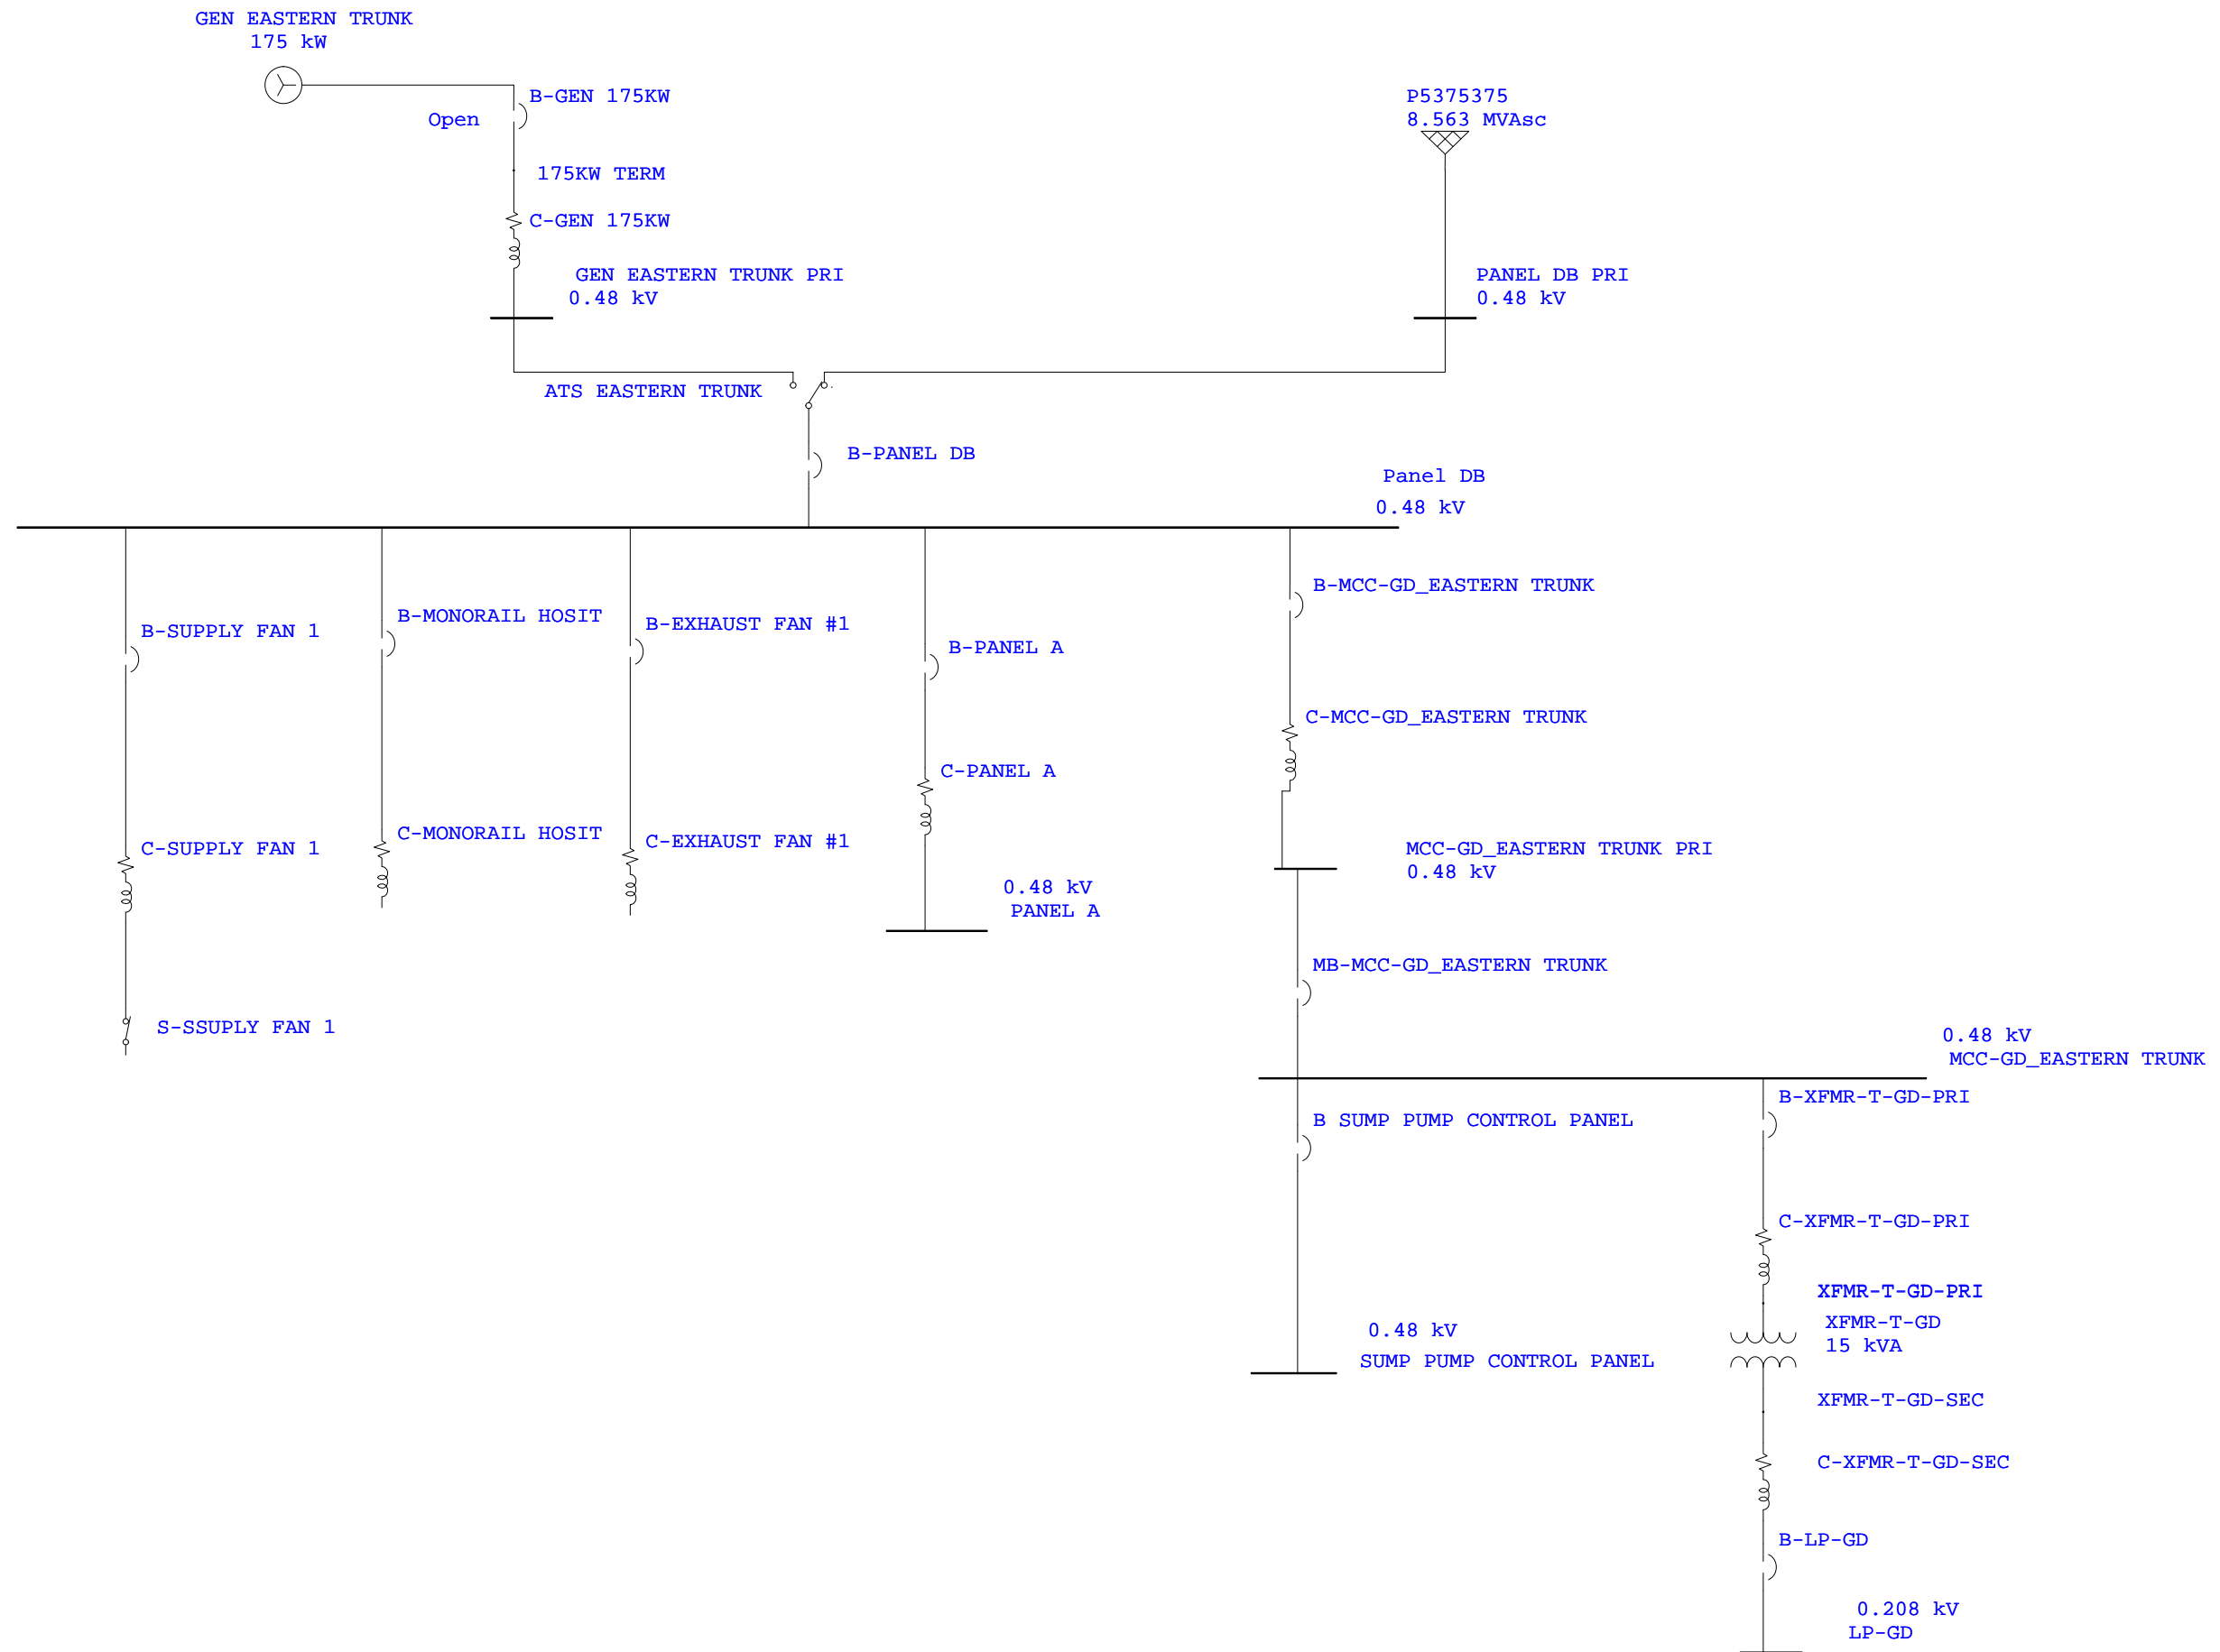 GEN EASTERN TRUNK
175 kW
B-GEN 175KW
Open
175KW TERM
C-GEN 175KW
GEN EASTERN TRUNK PRI
0.48 kV
P5375375
8.563 MVAsc
PANEL DB PRI
0.48 kV
ATS EASTERN TRUNK
B-PANEL DB
Panel DB
0.48 kV
B-SUPPLY FAN 1
B-MONORAIL HOSIT
B-EXHAUST FAN #1
B-PANEL A
B-MCC-GD_EASTERN TRUNK
C-SUPPLY FAN 1
C-MONORAIL HOSIT
C-EXHAUST FAN #1
C-PANEL A
C-MCC-GD_EASTERN TRUNK
0.48 kV
PANEL A
MCC-GD_EASTERN TRUNK PRI
0.48 kV
S-SSUPLY FAN 1
MB-MCC-GD_EASTERN TRUNK
0.48 kV
MCC-GD_EASTERN TRUNK
B SUMP PUMP CONTROL PANEL
B-XFMR-T-GD-PRI
C-XFMR-T-GD-PRI
XFMR-T-GD-PRI
XFMR-T-GD
15 kVA
0.48 kV
SUMP PUMP CONTROL PANEL
XFMR-T-GD-SEC
C-XFMR-T-GD-SEC
B-LP-GD
0.208 kV
LP-GD